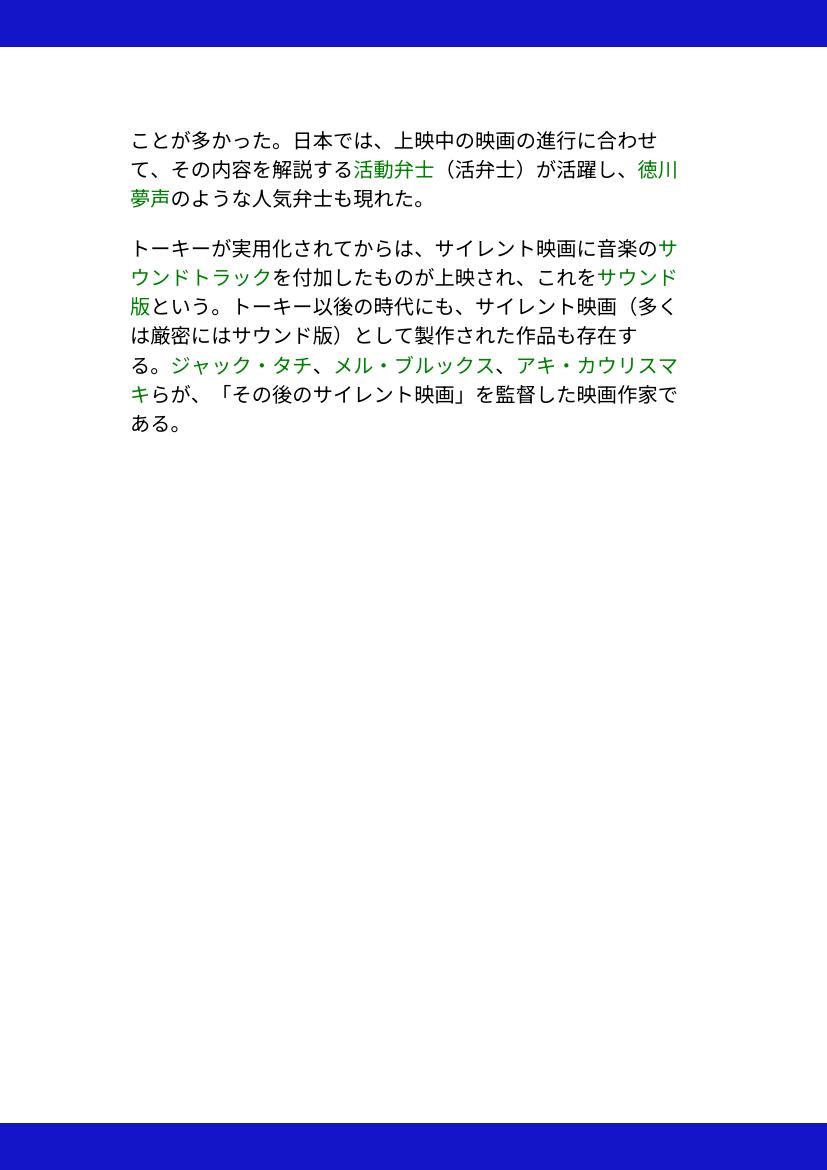 ことが多かった。日本では、上映中の映画の進行に合わせ
て、その内容を解説する活動弁士（活弁士）が活躍し、徳川
夢声のような人気弁士も現れた。
トーキーが実用化されてからは、サイレント映画に音楽のサ
ウンドトラックを付加したものが上映され、これをサウンド
版という。トーキー以後の時代にも、サイレント映画（多く
は厳密にはサウンド版）として製作された作品も存在す
る。ジャック・タチ、メル・ブルックス、アキ・カウリスマ
キらが、「その後のサイレント映画」を監督した映画作家で
ある。